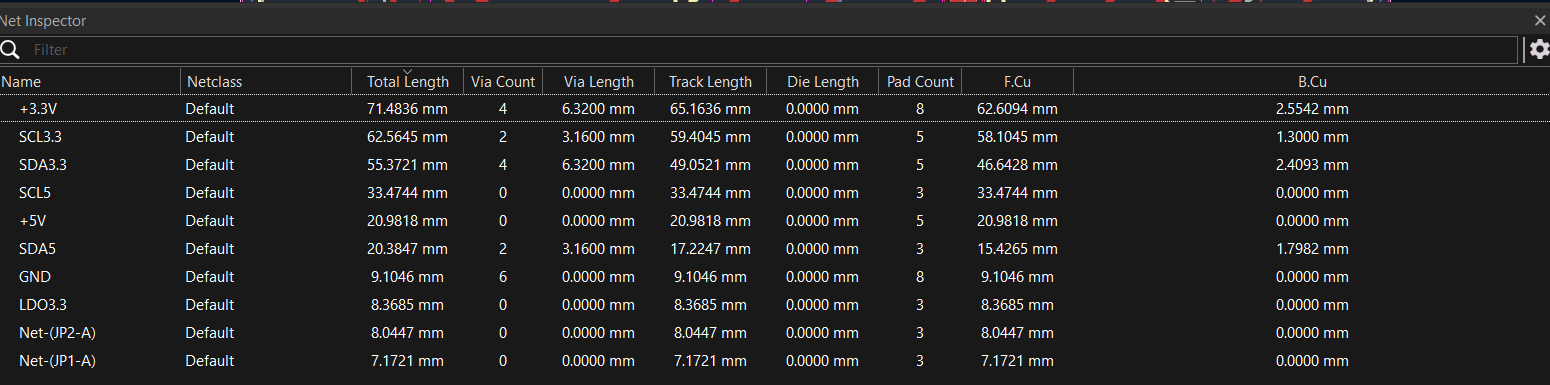 Net Inspector
Filter
Name Netclass Total Length Via Count Via Length Track Length Die Length Pad Count F.Cu B.Cu
+3.3V Default 71.4836 mm 4 6.3200 mm 65.1636 mm 0.0000 mm 8 62.6094 mm 2.5542 mm
SCL3.3 Default 62.5645 mm 2 3.1600 mm 59.4045 mm 0.0000 mm 5 58.1045 mm 1.3000 mm
SDA3.3 Default 55.3721 mm 4 6.3200 mm 49.0521 mm 0.0000 mm 5 46.6428 mm 2.4093 mm
SCL5 Default 33.4744 mm 0 0.0000 mm 33.4744 mm 0.0000 mm 3 33.4744 mm 0.0000 mm
+5V Default 20.9818 mm 0 0.0000 mm 20.9818 mm 0.0000 mm 5 20.9818 mm 0.0000 mm
SDA5 Default 20.3847 mm 2 3.1600 mm 17.2247 mm 0.0000 mm 3 15.4265 mm 1.7982 mm
GND Default 9.1046 mm 6 0.0000 mm 9.1046 mm 0.0000 mm 8 9.1046 mm 0.0000 mm
LDO3.3 Default 8.3685 mm 0 0.0000 mm 8.3685 mm 0.0000 mm 3 8.3685 mm 0.0000 mm
Net-(JP2-A) Default 8.0447 mm 0 0.0000 mm 8.0447 mm 0.0000 mm 3 8.0447 mm 0.0000 mm
Net-(JP1-A) Default 7.1721 mm 0 0.0000 mm 7.1721 mm 0.0000 mm 3 7.1721 mm 0.0000 mm